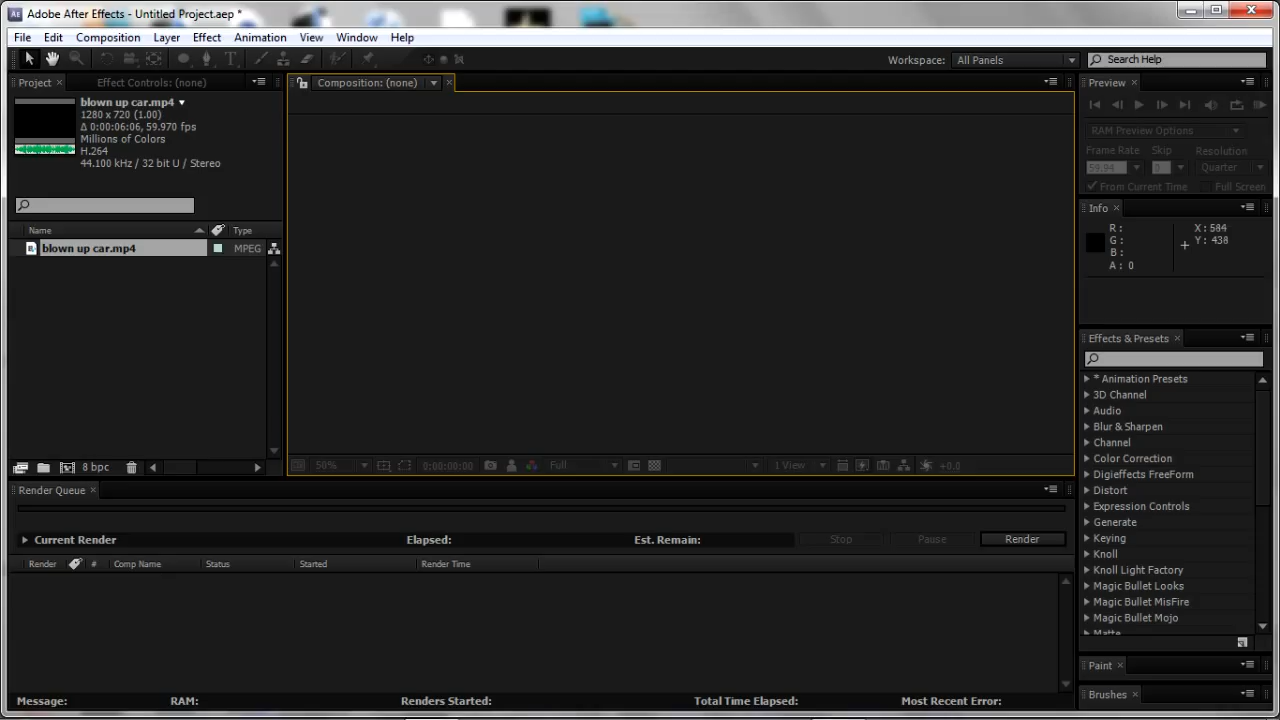 Adobe After Effects - Untitled Project.aep *
File Edit Composition Layer Effect Animation View Window Help
Workspace: All Panels Search Help
Project Effect Controls: (none) Composition: (none) Preview
blown up car.mp4
1280 x 720 (1.00)
Δ 0:00:06:06, 59.970 fps
Millions of Colors
H.264
44.100 kHz / 32 bit U / Stereo
Name Type
blown up car.mp4 MPEG
8 bpc
50% 0:00:00:00 Full 1 View +0.0
RAM Preview Options
Frame Rate Skip Resolution
59.94 Quarter
From Current Time Full Screen
Info
R : X : 584
G : Y : 438
B :
A : 0
Effects & Presets
* Animation Presets
3D Channel
Audio
Blur & Sharpen
Channel
Color Correction
Digieffects FreeForm
Distort
Expression Controls
Generate
Keying
Knoll
Knoll Light Factory
Magic Bullet Looks
Magic Bullet MisFire
Magic Bullet Mojo
Matte
Paint
Brushes
Render Queue
Current Render Elapsed: Est. Remain: Stop Pause Render
Render # Comp Name Status Started Render Time
Message: RAM: Renders Started: Total Time Elapsed: Most Recent Error: